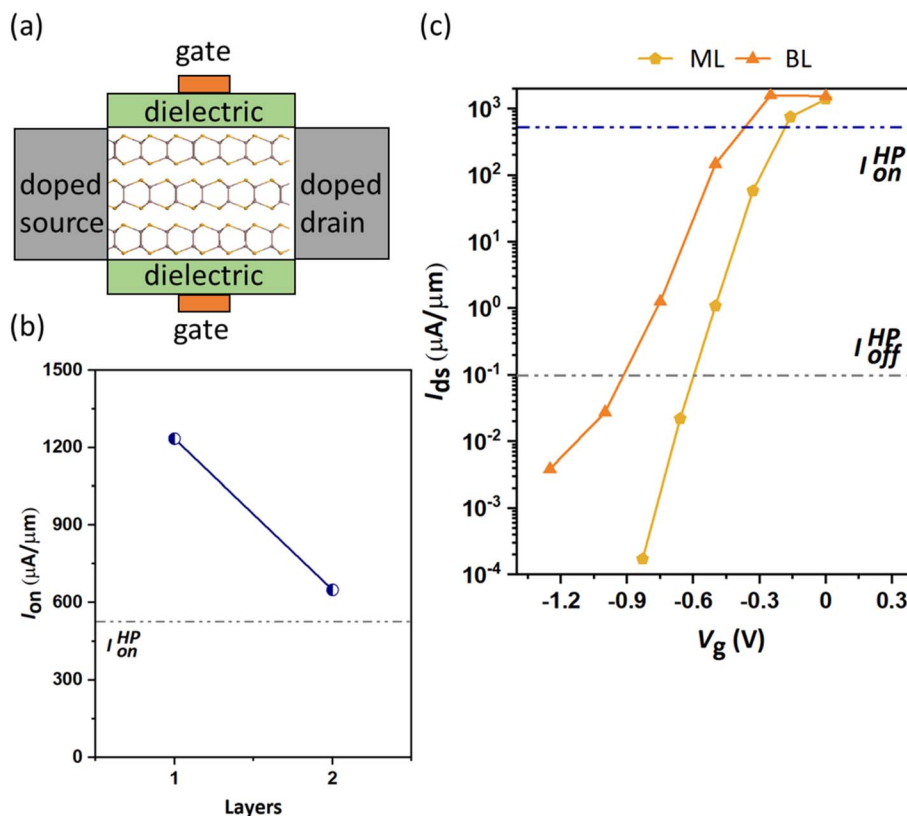 (a)
gate
dielectric
doped
source
doped
drain
dielectric
gate
(b)
1500
1200
900
600
300
0
I_on (μA/μm)
I_on^HP
1
2
Layers
(c)
ML
BL
10^3
10^2
10^1
10^0
10^-1
10^-2
10^-3
10^-4
I_ds (μA/μm)
I_on^HP
I_off^HP
-1.2
-0.9
-0.6
-0.3
0
0.3
V_g (V)